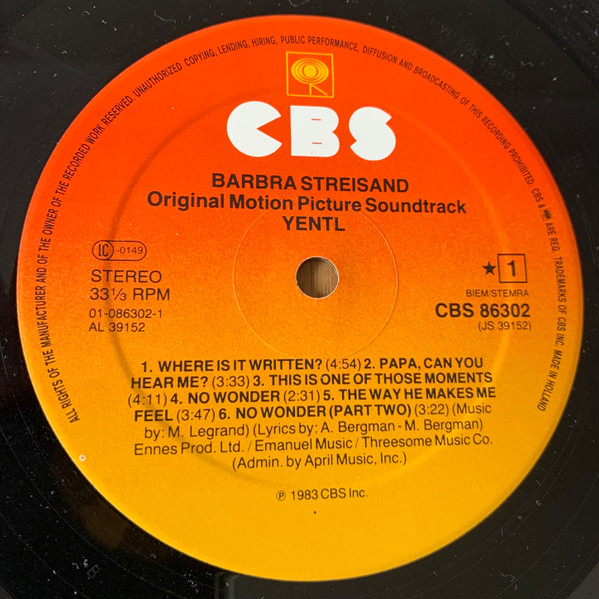 ALL RIGHTS OF THE MANUFACTURER AND OF THE OWNER OF THE RECORDED WORK RESERVED. UNAUTHORIZED COPYING, LENDING, HIRING, PUBLIC PERFORMANCE, DIFFUSION AND BROADCASTING OF THIS RECORDING PROHIBITED. CBS & ARE REG. TRADEMARKS OF CBS INC. MADE IN HOLLAND
CBS
BARBRA STREISAND
Original Motion Picture Soundtrack
YENTL
IC -0149
STEREO
33⅓ RPM
01-086302-1
AL 39152
★ 1
BIEM/STEMRA
CBS 86302
(JS 39152)
1. WHERE IS IT WRITTEN? (4:54) 2. PAPA, CAN YOU
HEAR ME? (3:33) 3. THIS IS ONE OF THOSE MOMENTS
(4:11) 4. NO WONDER (2:31) 5. THE WAY HE MAKES ME
FEEL (3:47) 6. NO WONDER (PART TWO) (3:22) (Music
by: M. Legrand) (Lyrics by: A. Bergman - M. Bergman)
Ennes Prod. Ltd. / Emanuel Music / Threesome Music Co.
(Admin. by April Music, Inc.)
℗ 1983 CBS Inc.